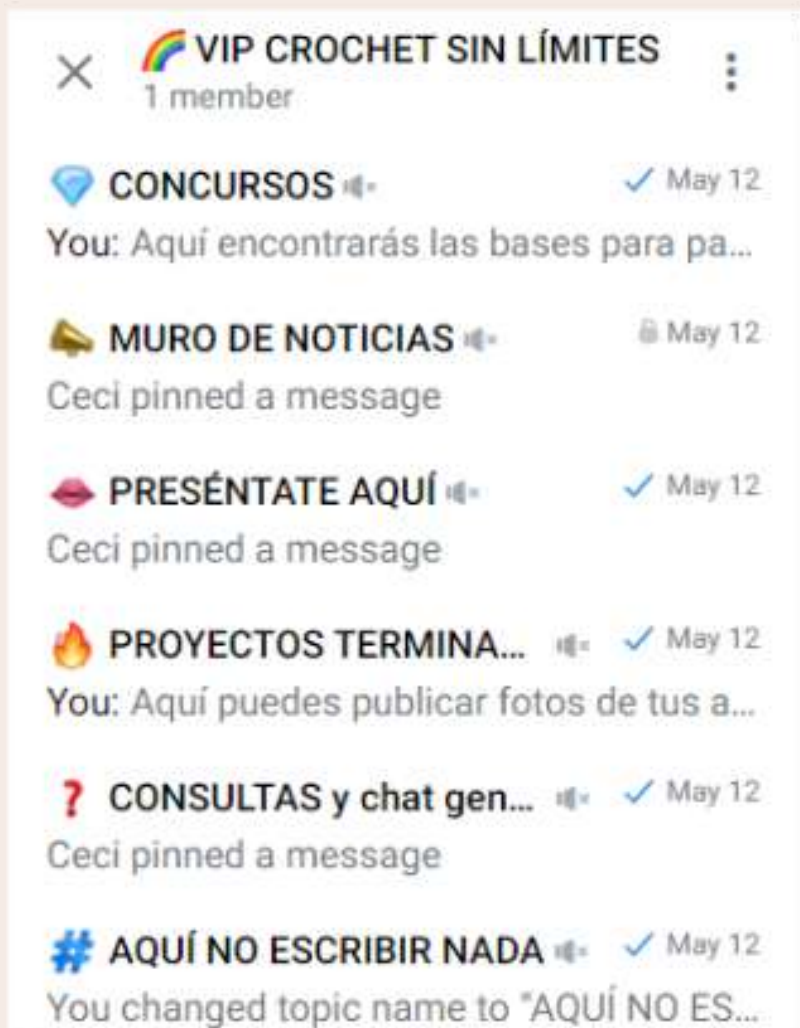 VIP CROCHET SIN LÍMITES
1 member
CONCURSOS May 12
You: Aquí encontrarás las bases para pa...
MURO DE NOTICIAS May 12
Ceci pinned a message
PRESÉNTATE AQUÍ May 12
Ceci pinned a message
PROYECTOS TERMINA... May 12
You: Aquí puedes publicar fotos de tus a...
CONSULTAS y chat gen... May 12
Ceci pinned a message
AQUÍ NO ESCRIBIR NADA May 12
You changed topic name to "AQUÍ NO ES...